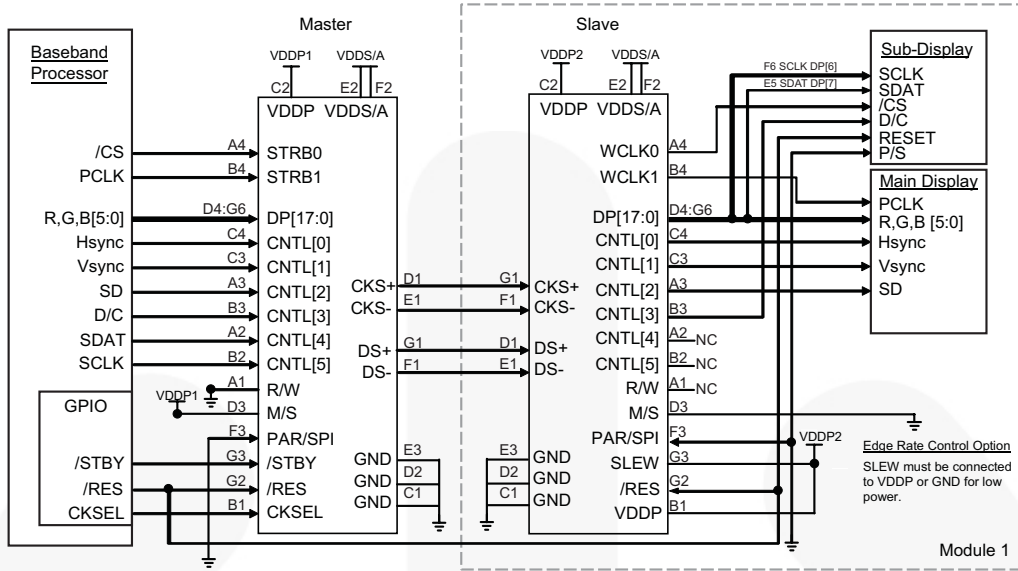 Master
Slave
Baseband
Processor
VDDP1
VDDS/A
C2
E2
F2
VDDP
VDDS/A
/CS
A4
STRB0
PCLK
B4
STRB1
R,G,B[5:0]
D4:G6
DP[17:0]
Hsync
C4
CNTL[0]
Vsync
C3
CNTL[1]
SD
A3
CNTL[2]
D/C
B3
CNTL[3]
SDAT
A2
CNTL[4]
SCLK
B2
CNTL[5]
A1
R/W
GPIO
VDDP1
D3
M/S
F3
PAR/SPI
/STBY
G3
/STBY
/RES
G2
/RES
CKSEL
B1
CKSEL
CKS+
D1
CKS-
E1
DS+
G1
DS-
F1
GND
E3
GND
D2
GND
C1
VDDP2
VDDS/A
C2
E2
F2
VDDP
VDDS/A
G1
CKS+
F1
CKS-
D1
DS+
E1
DS-
E3
GND
D2
GND
C1
GND
WCLK0
A4
WCLK1
B4
DP[17:0]
D4:G6
CNTL[0]
C4
CNTL[1]
C3
CNTL[2]
A3
CNTL[3]
B3
CNTL[4]
A2
NC
CNTL[5]
B2
NC
R/W
A1
NC
M/S
D3
PAR/SPI
F3
SLEW
G3
/RES
G2
VDDP
B1
VDDP2
F6 SCLK DP[6]
E5 SDAT DP[7]
Sub-Display
SCLK
SDAT
/CS
D/C
RESET
P/S
Main Display
PCLK
R,G,B [5:0]
Hsync
Vsync
SD
Edge Rate Control Option
SLEW must be connected
to VDDP or GND for low
power.
Module 1